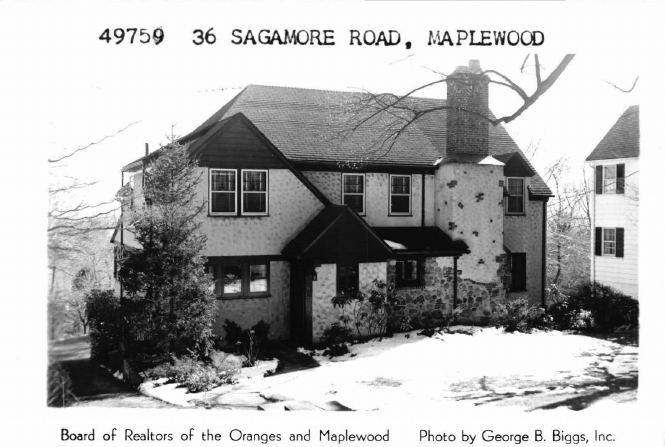 49759 36 SAGAMORE ROAD, MAPLEWOOD
Board of Realtors of the Oranges and Maplewood Photo by George B. Biggs, Inc.